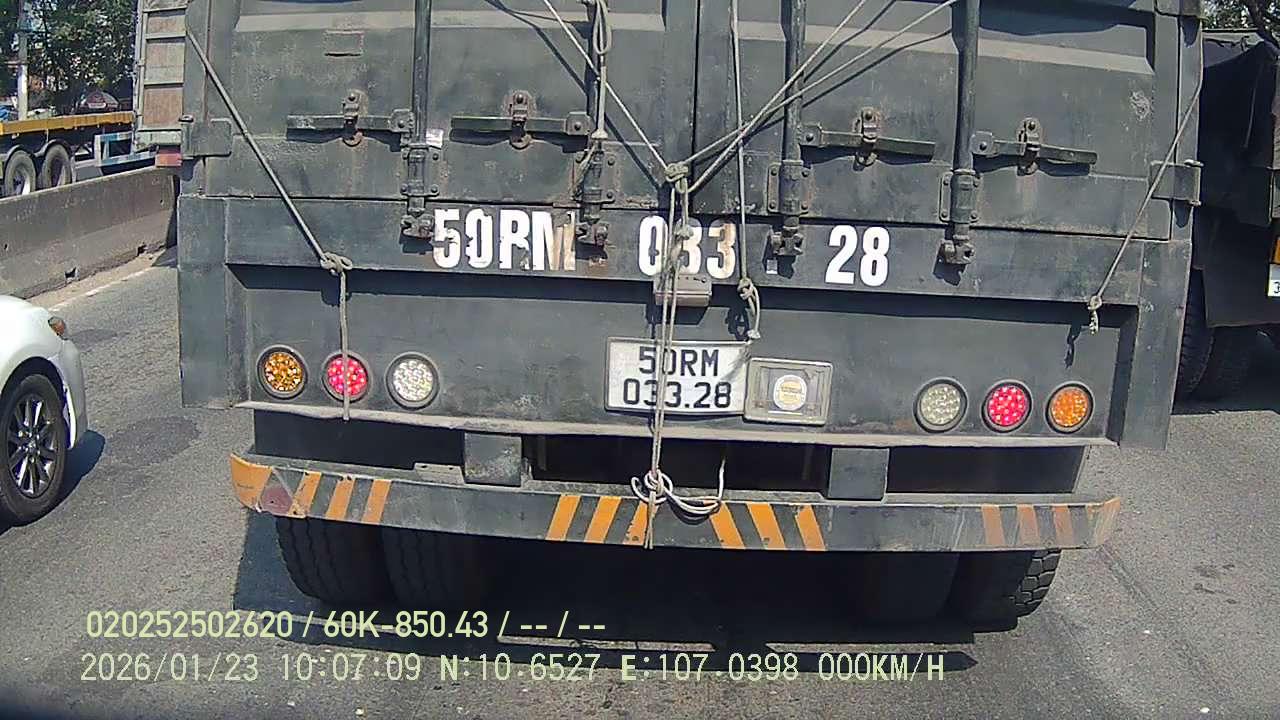 50RM 033.28
50RM
033.28
020252502620 / 60K-850.43 / -- / --
2026/01/23 10:07:09 N:10.6527 E:107.0398 000KM/H